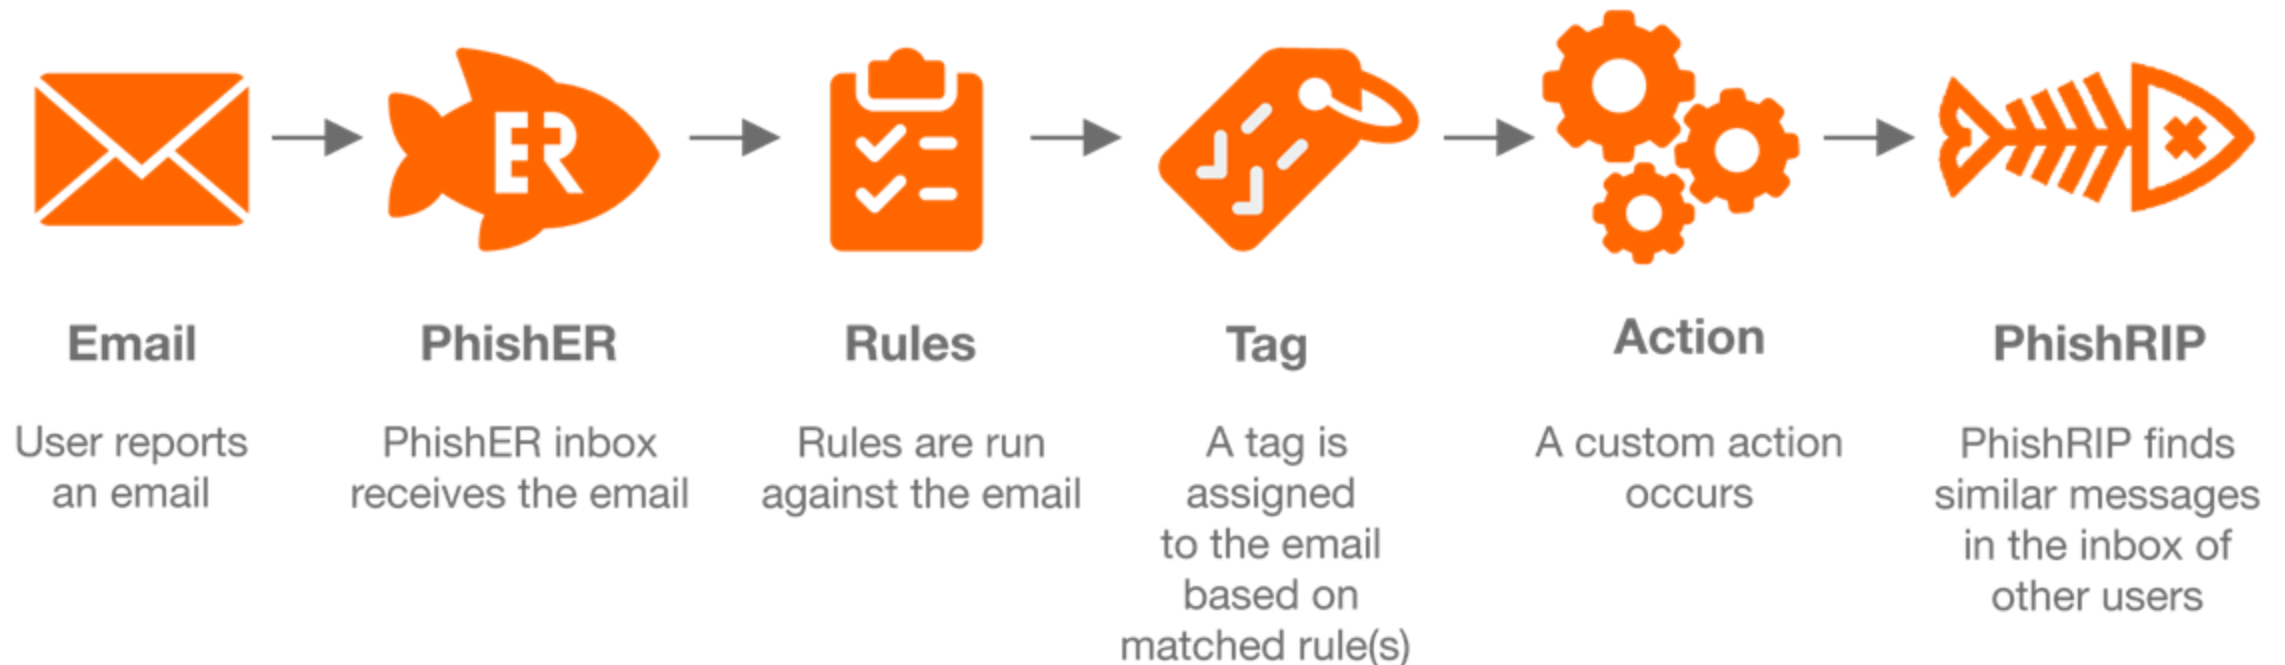 ER
Email
User reports
an email
PhishER
PhishER inbox
receives the email
Rules
Rules are run
against the email
Tag
A tag is
assigned
to the email
based on
matched rule(s)
Action
A custom action
occurs
PhishRIP
PhishRIP finds
similar messages
in the inbox of
other users